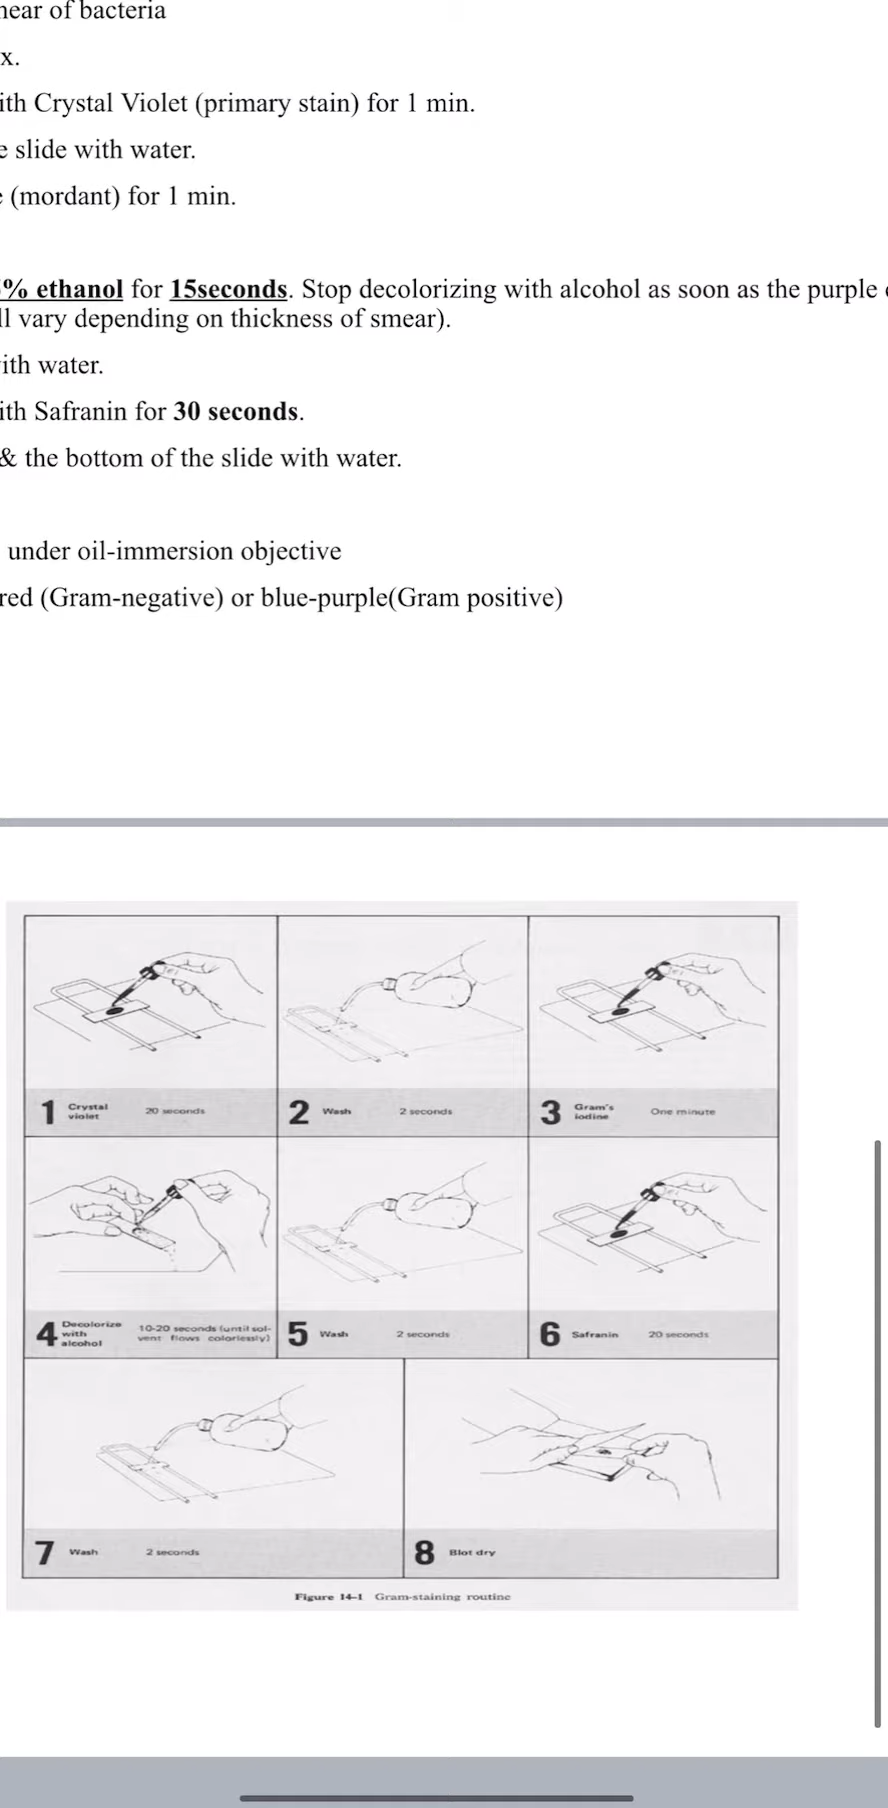 near of bacteria
x.
ith Crystal Violet (primary stain) for 1 min.
e slide with water.
e (mordant) for 1 min.
% ethanol for 15seconds. Stop decolorizing with alcohol as soon as the purple
ll vary depending on thickness of smear).
ith water.
ith Safranin for 30 seconds.
& the bottom of the slide with water.
under oil-immersion objective
red (Gram-negative) or blue-purple(Gram positive)
1 Crystal violet 20 seconds
2 Wash 2 seconds
3 Gram's iodine One minute
4 Decolorize with alcohol 10-20 seconds (until sol-
vent flows colorlessly)
5 Wash 2 seconds
6 Safranin 20 seconds
7 Wash 2 seconds
8 Blot dry
Figure 14-1 Gram-staining routine